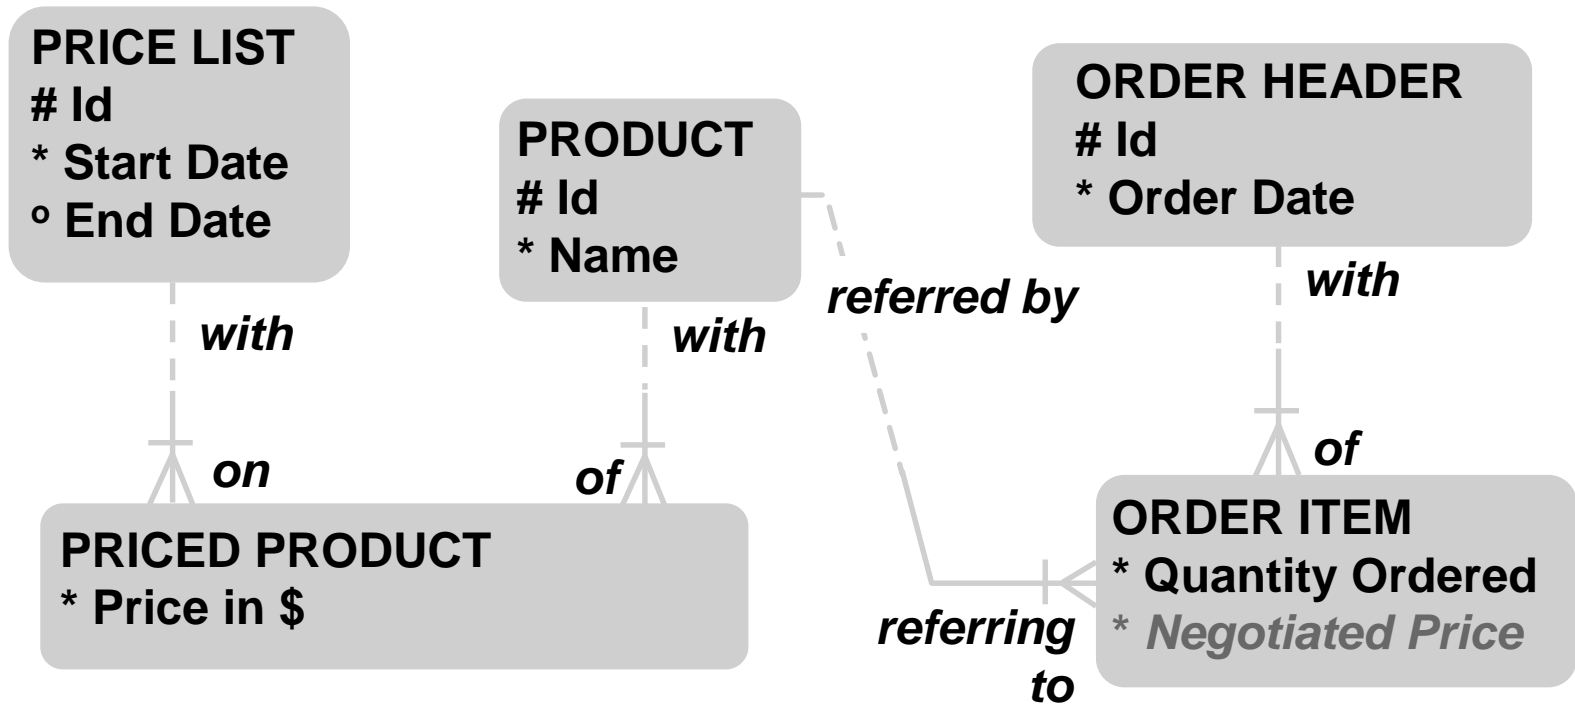 PRICE LIST
# Id
* Start Date
o End Date
PRODUCT
# Id
* Name
ORDER HEADER
# Id
* Order Date
with
with
referred by
with
on
of
of
PRICED PRODUCT
* Price in $
ORDER ITEM
* Quantity Ordered
* Negotiated Price
referring
to